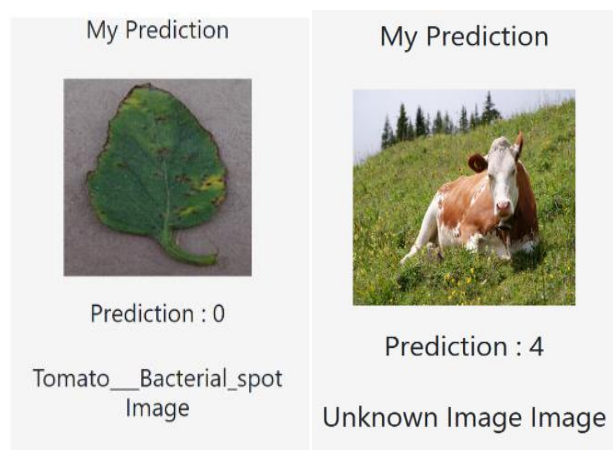 My Prediction
Prediction : 0
Tomato___Bacterial_spot
Image
My Prediction
Prediction : 4
Unknown Image Image